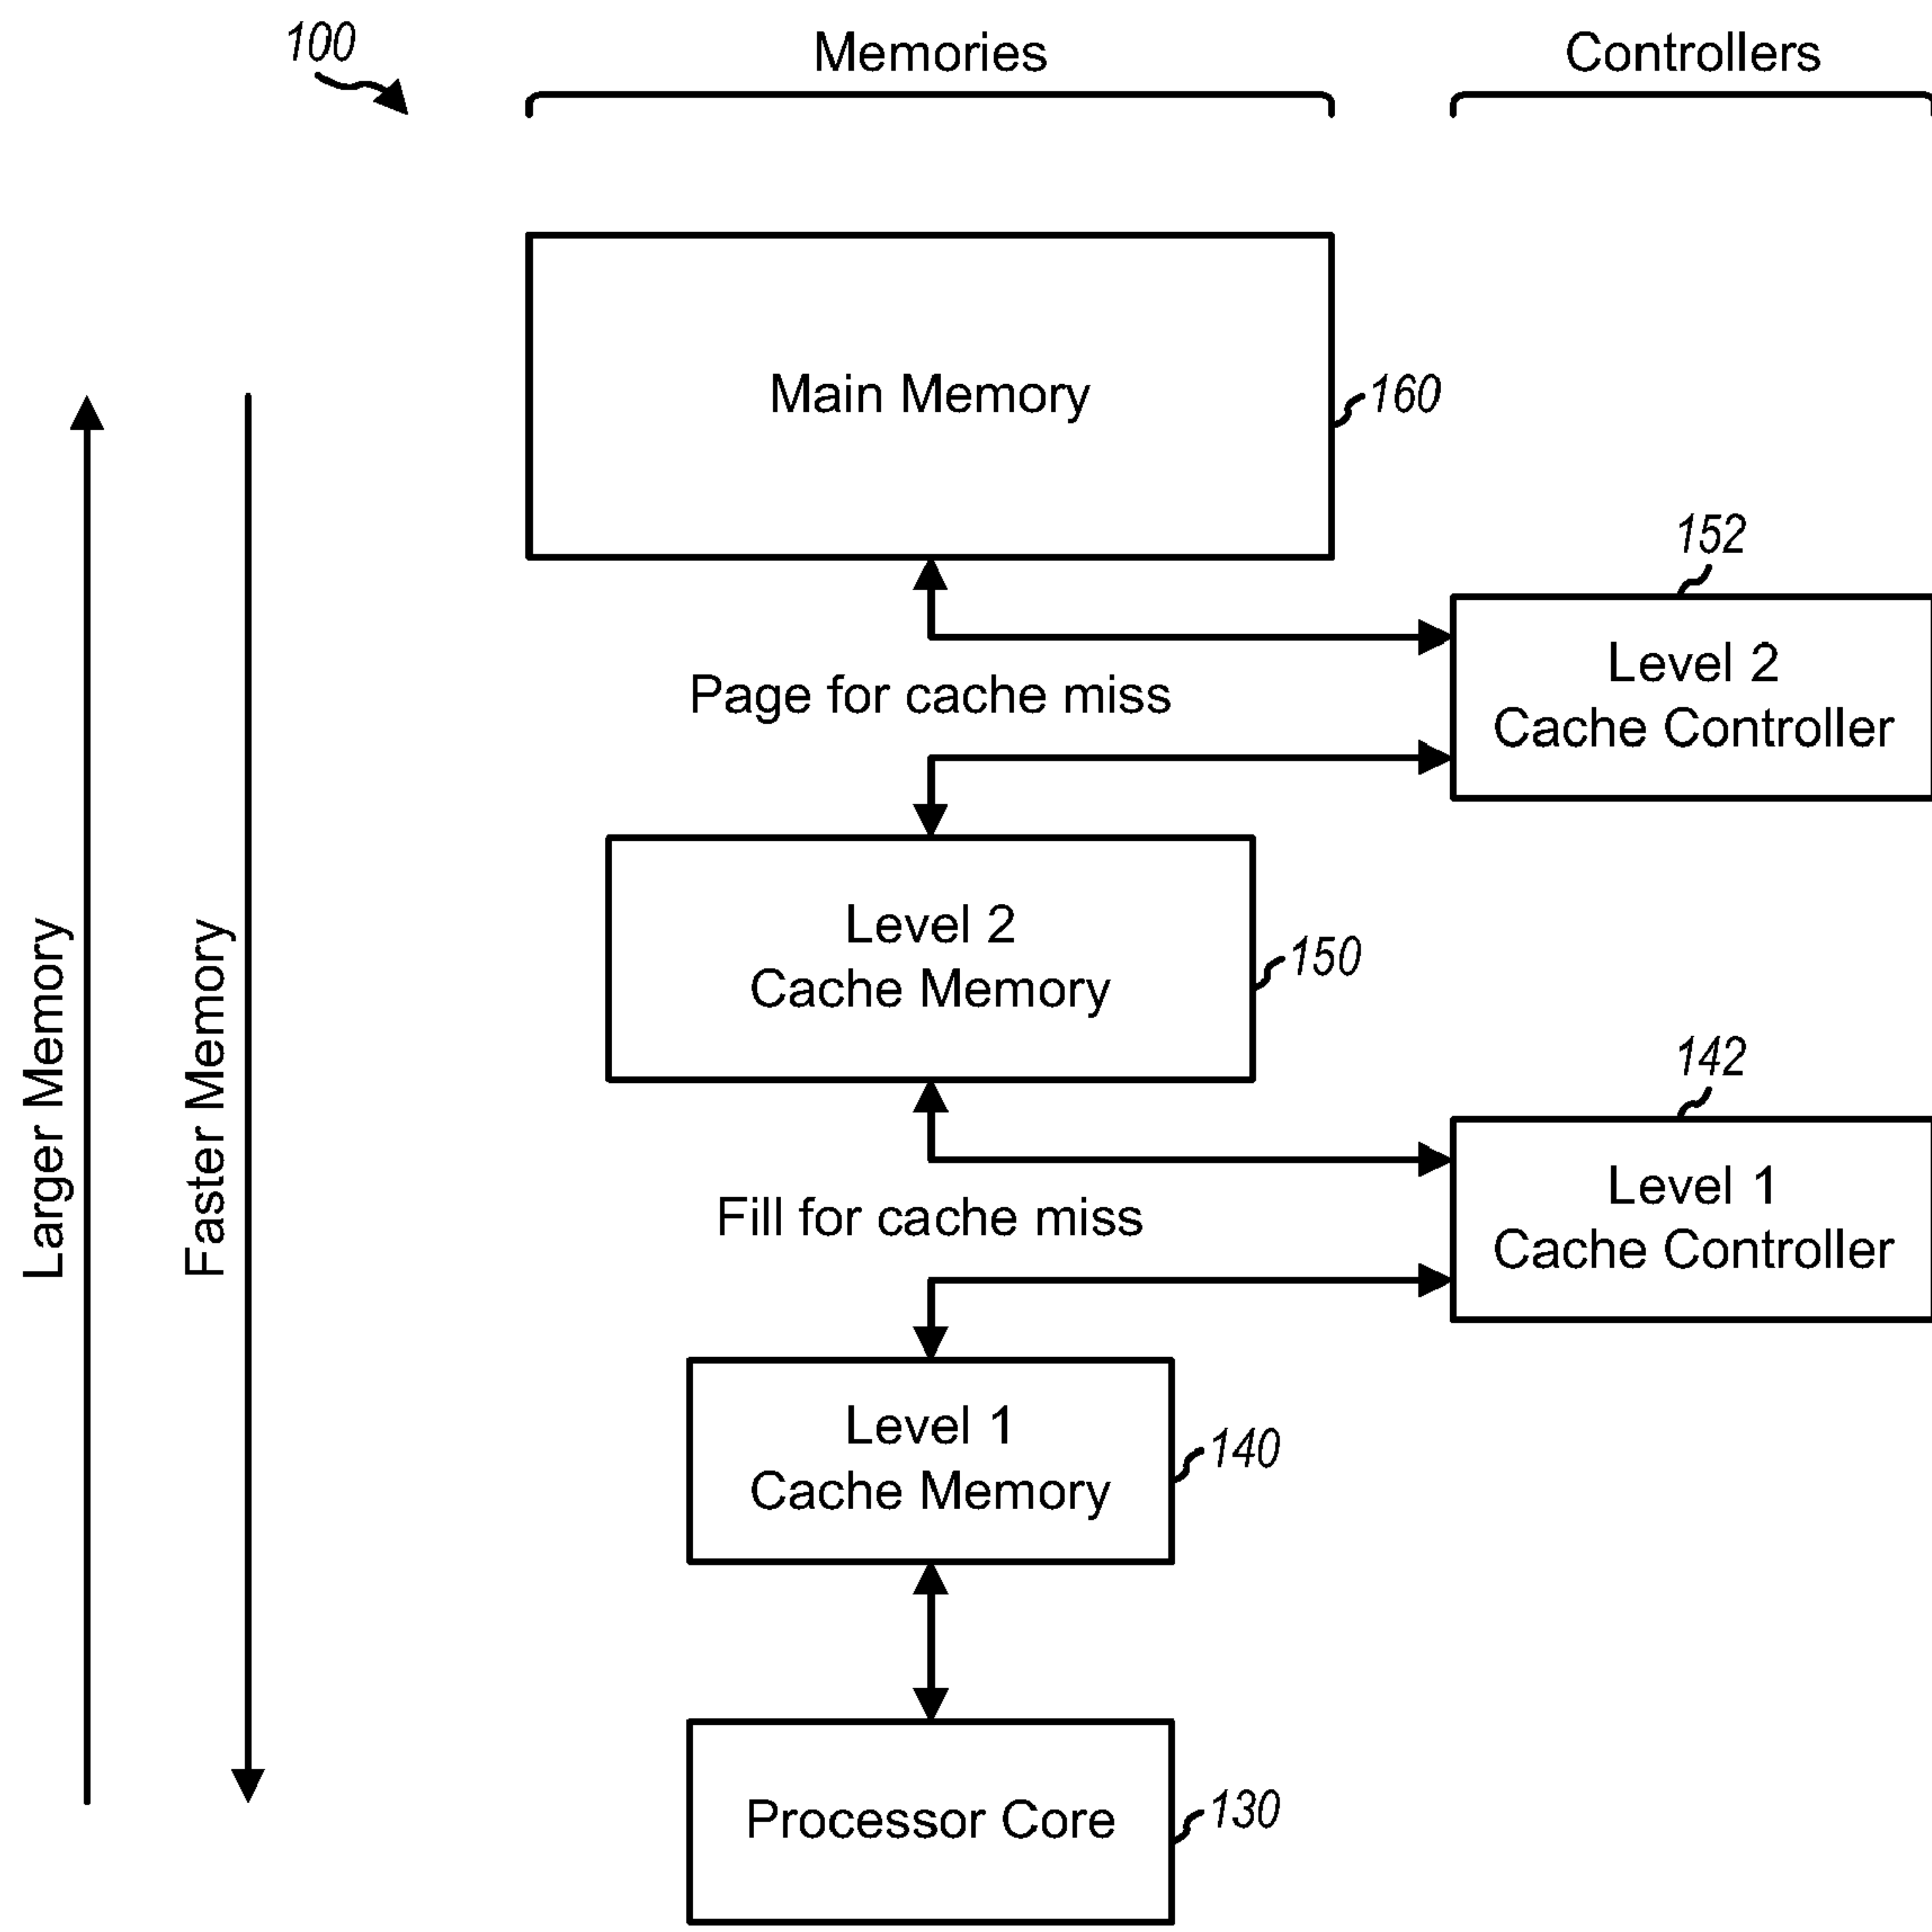 100
Memories
Controllers
Main Memory
160
152
Level 2
Cache Controller
Page for cache miss
Level 2
Cache Memory
150
142
Level 1
Cache Controller
Fill for cache miss
Larger Memory
Faster Memory
Level 1
Cache Memory
140
Processor Core
130